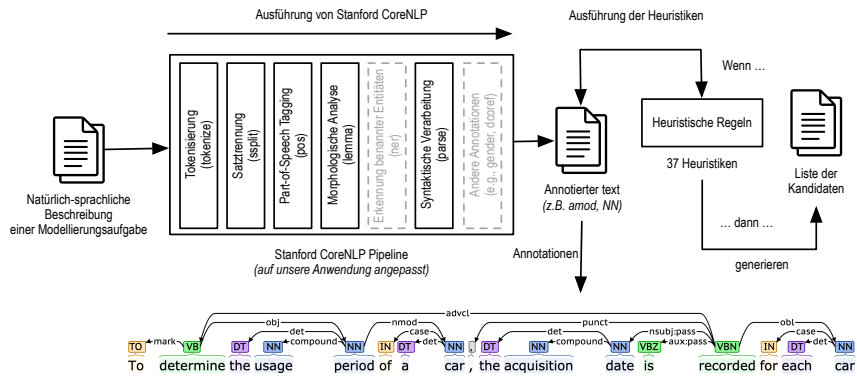 Ausführung von Stanford CoreNLP
Ausführung der Heuristiken
Tokenisierung
(tokenize)
Satztrennung
(ssplit)
Part-of-Speech Tagging
(pos)
Morphologische Analyse
(lemma)
Erkennung benannter Entitäten
(ner)
Syntaktische Verarbeitung
(parse)
Andere Annotationen
(e.g., gender, dcoref)
Natürlich-sprachliche
Beschreibung
einer Modellierungsaufgabe
Stanford CoreNLP Pipeline
(auf unsere Anwendung angepasst)
Annotierter text
(z.B. amod, NN)
Annotationen
Wenn ...
Heuristische Regeln
37 Heuristiken
... dann ...
generieren
Liste der
Kandidaten
advcl
obj nmod punct nsubj:pass obl
det case det case
mark compound det compound aux:pass det
TO VB DT NN NN IN DT NN , DT NN NN VBZ VBN IN DT NN
To determine the usage period of a car , the acquisition date is recorded for each car